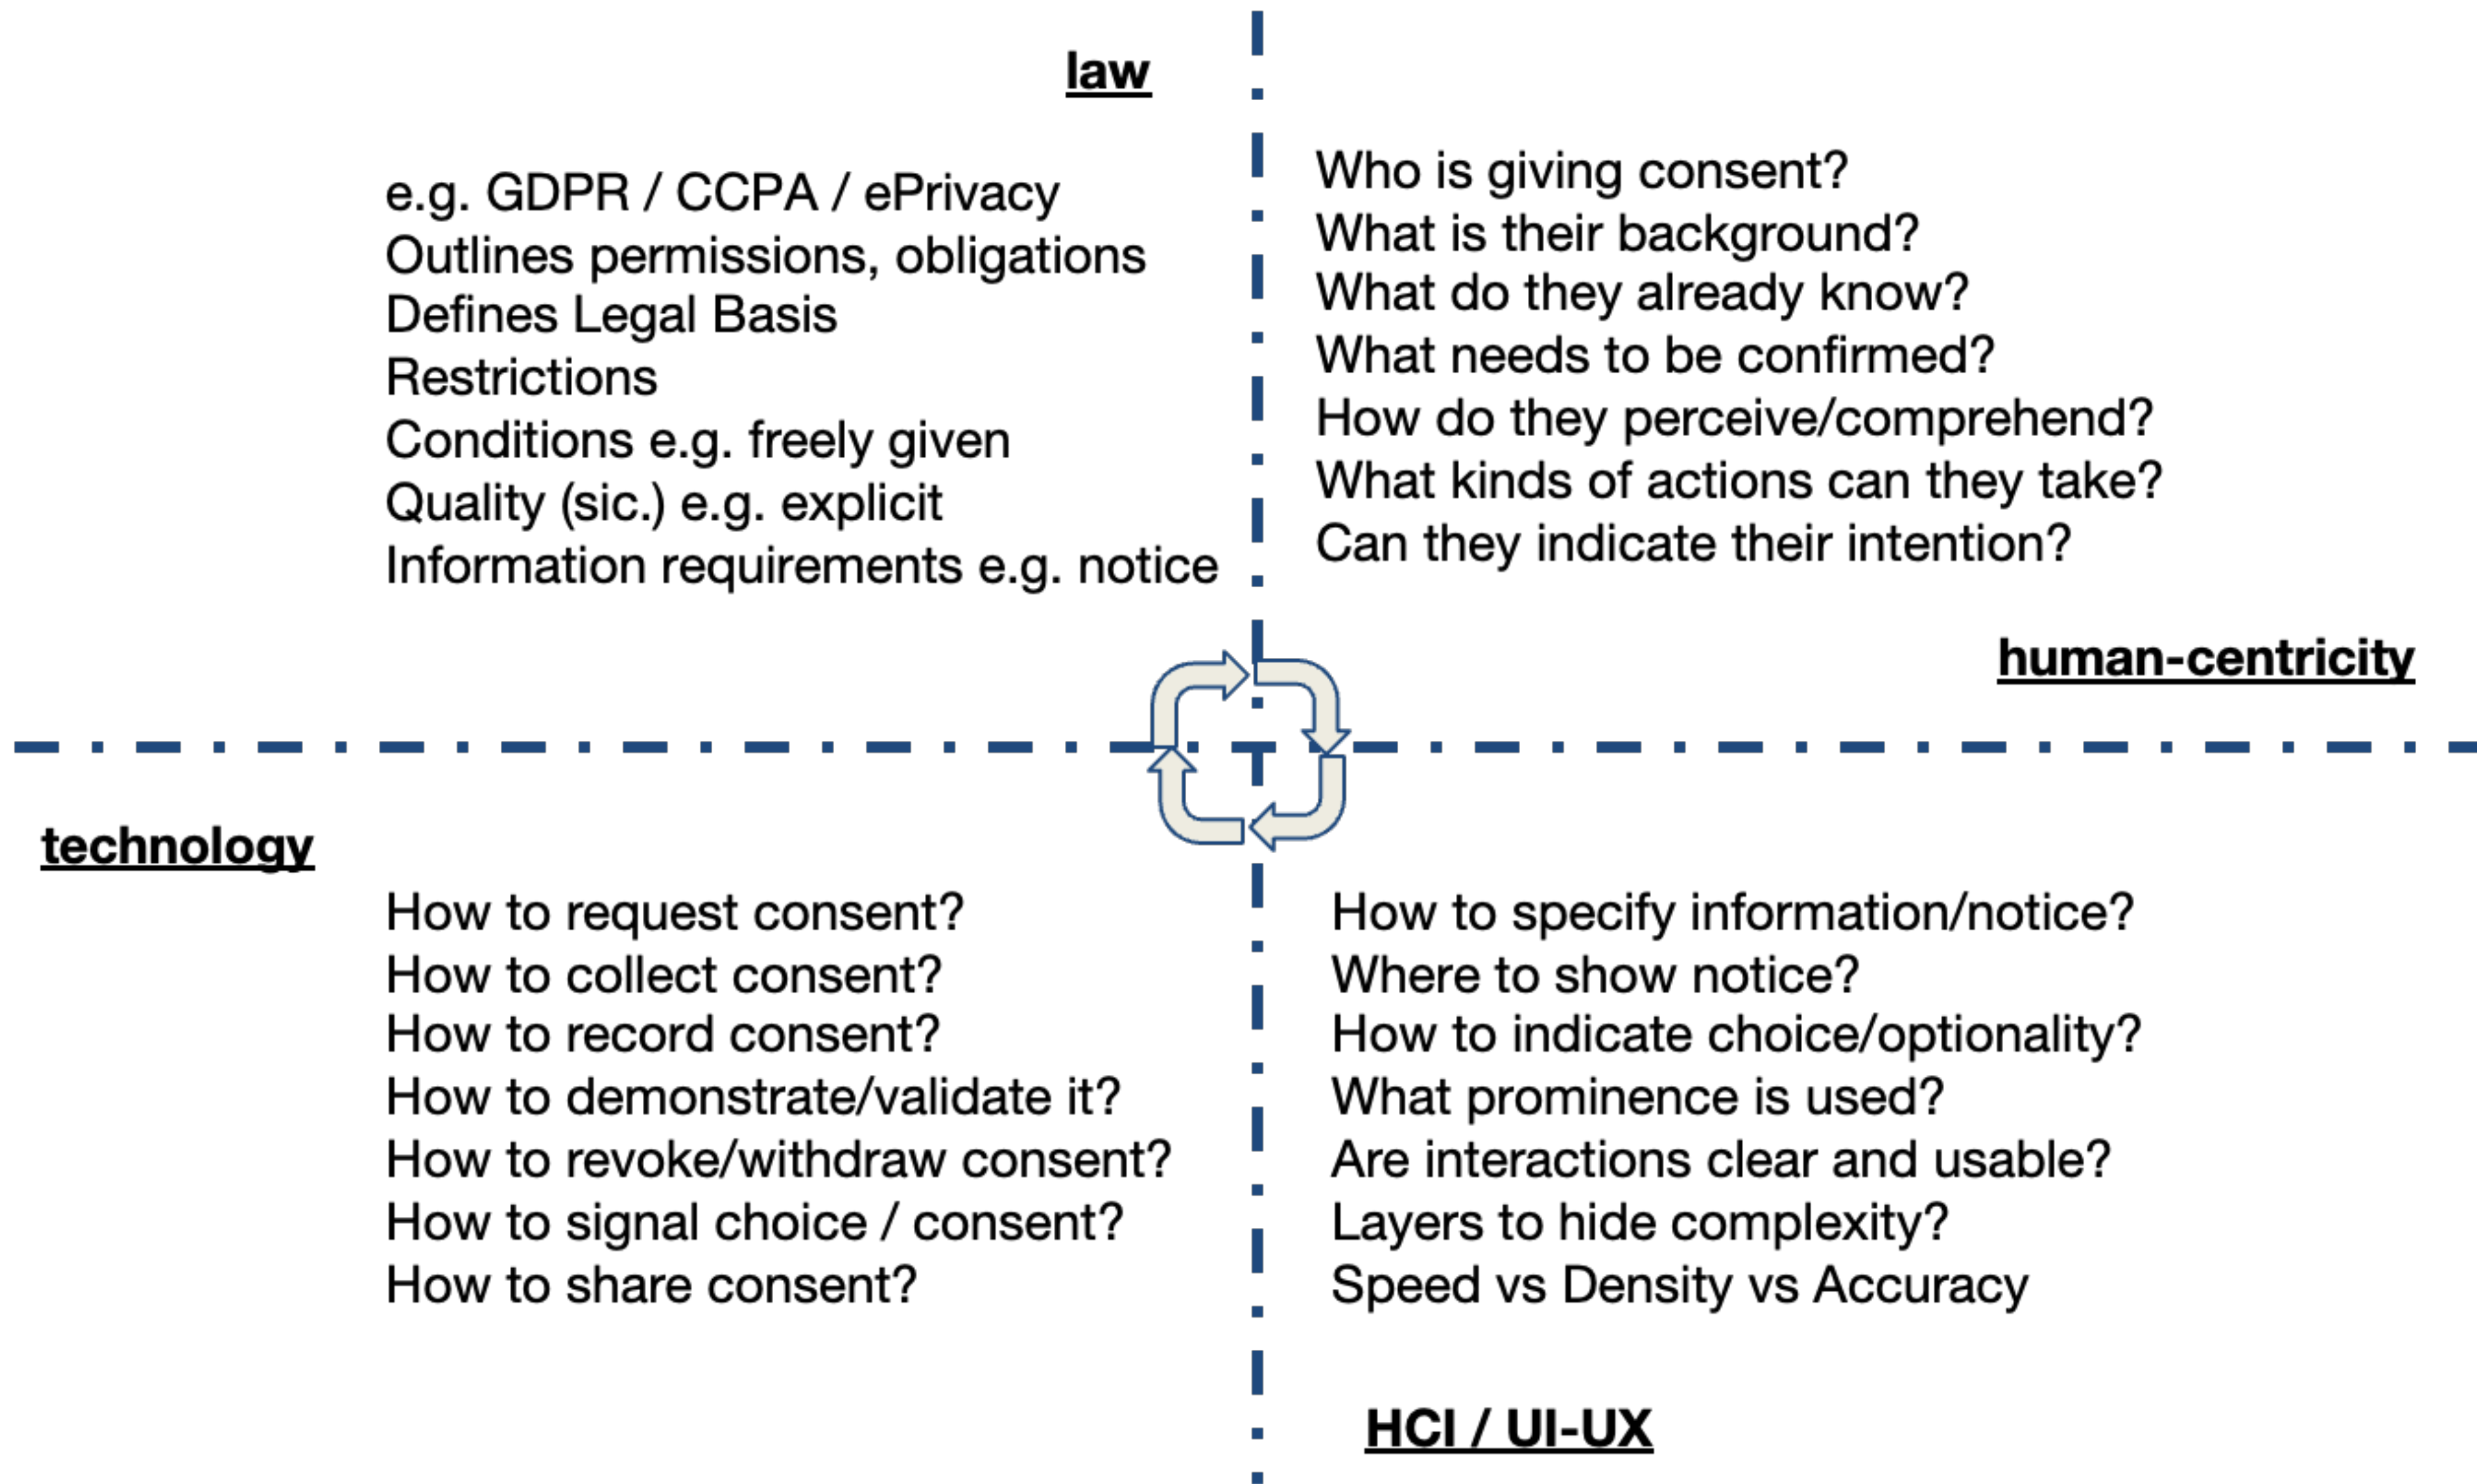 law
e.g. GDPR / CCPA / ePrivacy
Outlines permissions, obligations
Defines Legal Basis
Restrictions
Conditions e.g. freely given
Quality (sic.) e.g. explicit
Information requirements e.g. notice
Who is giving consent?
What is their background?
What do they already know?
What needs to be confirmed?
How do they perceive/comprehend?
What kinds of actions can they take?
Can they indicate their intention?
human-centricity
technology
How to request consent?
How to collect consent?
How to record consent?
How to demonstrate/validate it?
How to revoke/withdraw consent?
How to signal choice / consent?
How to share consent?
How to specify information/notice?
Where to show notice?
How to indicate choice/optionality?
What prominence is used?
Are interactions clear and usable?
Layers to hide complexity?
Speed vs Density vs Accuracy
HCI / UI-UX